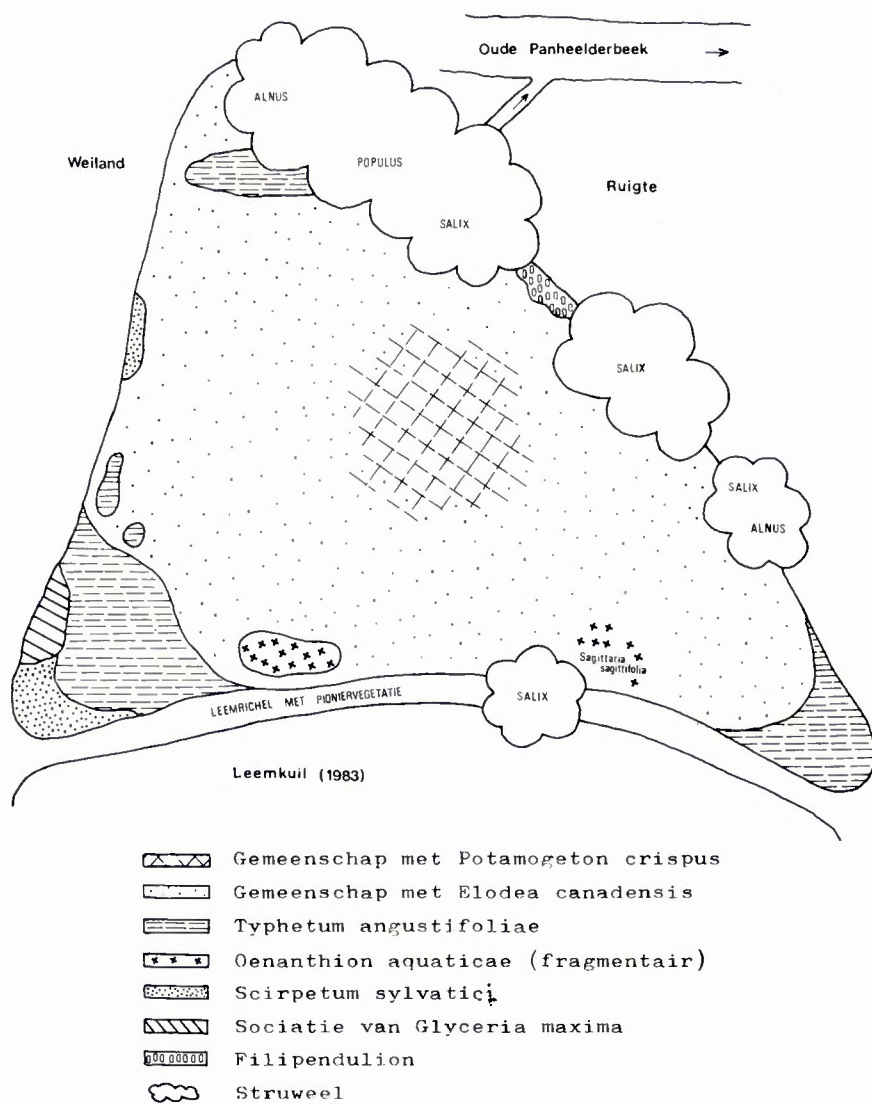 Oude Panheelderbeek
ALNUS
Weiland
POPULUS
Ruigte
SALIX
SALIX
SALIX
ALNUS
Sagittaria
sagittifolia
SALIX
LEEMRICHEL MET PIONIERVEGETATIE
Leemkuil (1983)
Gemeenschap met Potamogeton crispus
Gemeenschap met Elodea canadensis
Typhetum angustifoliae
Oenanthion aquaticae (fragmentair)
Scirpetum sylvatici
Sociatie van Glyceria maxima
Filipendulion
Struweel